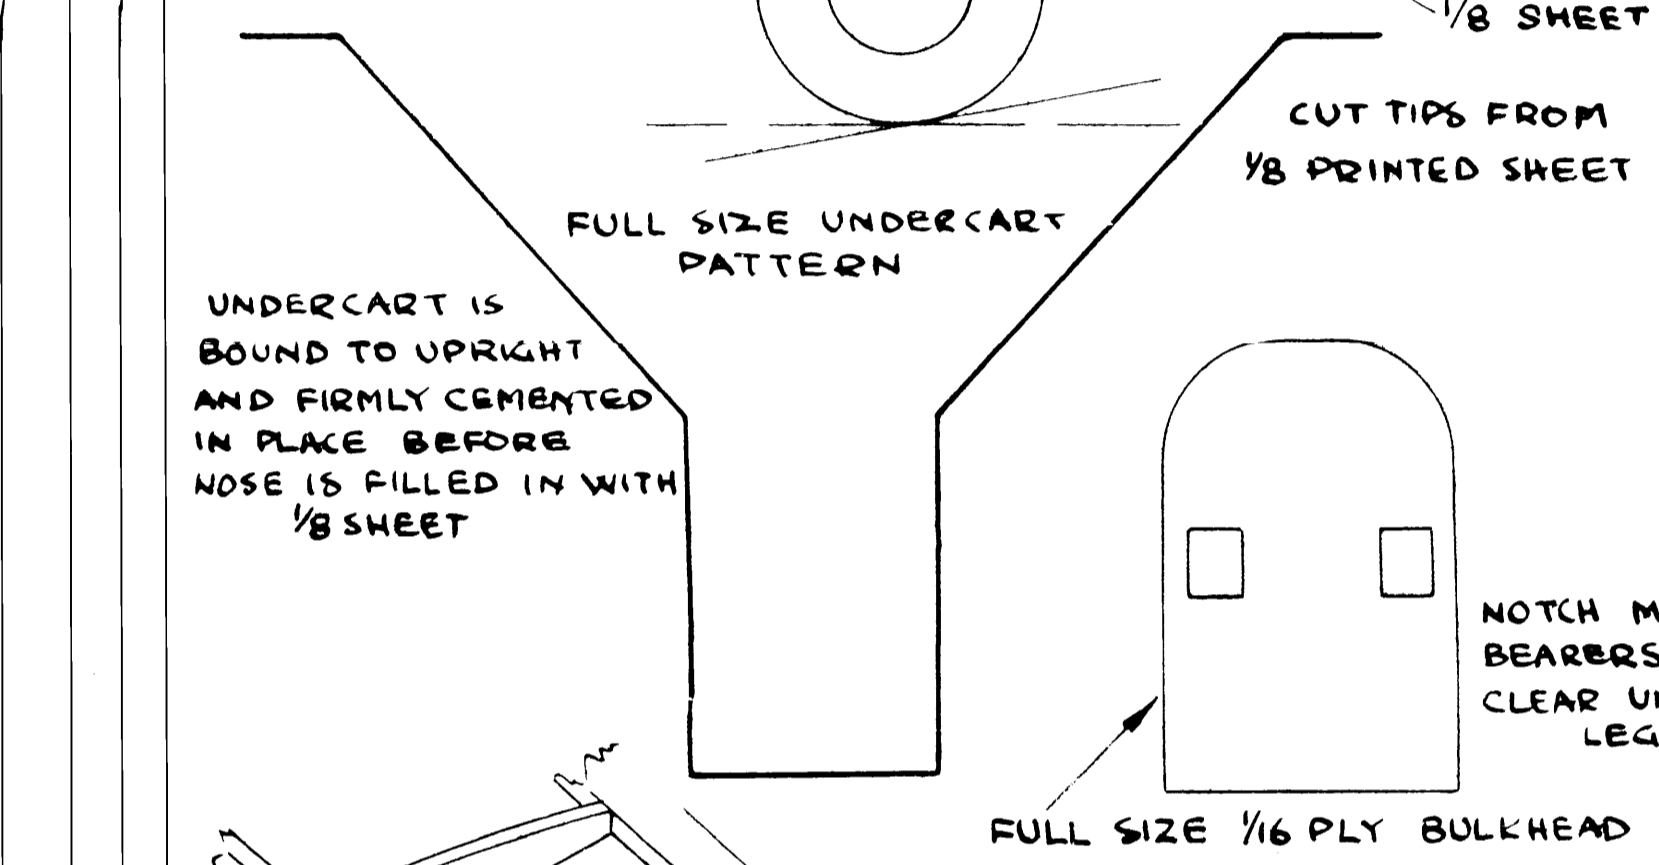 1/8 SHEET
CUT TIPS FROM
1/8 PRINTED SHEET
FULL SIZE UNDERCART
PATTERN
UNDERCART IS
BOUND TO UPRIGHT
AND FIRMLY CEMENTED
IN PLACE BEFORE
NOSE IS FILLED IN WITH
1/8 SHEET
NOTCH
BEARERS
CLEAR
LEG
FULL SIZE 1/16 PLY BULKHEAD